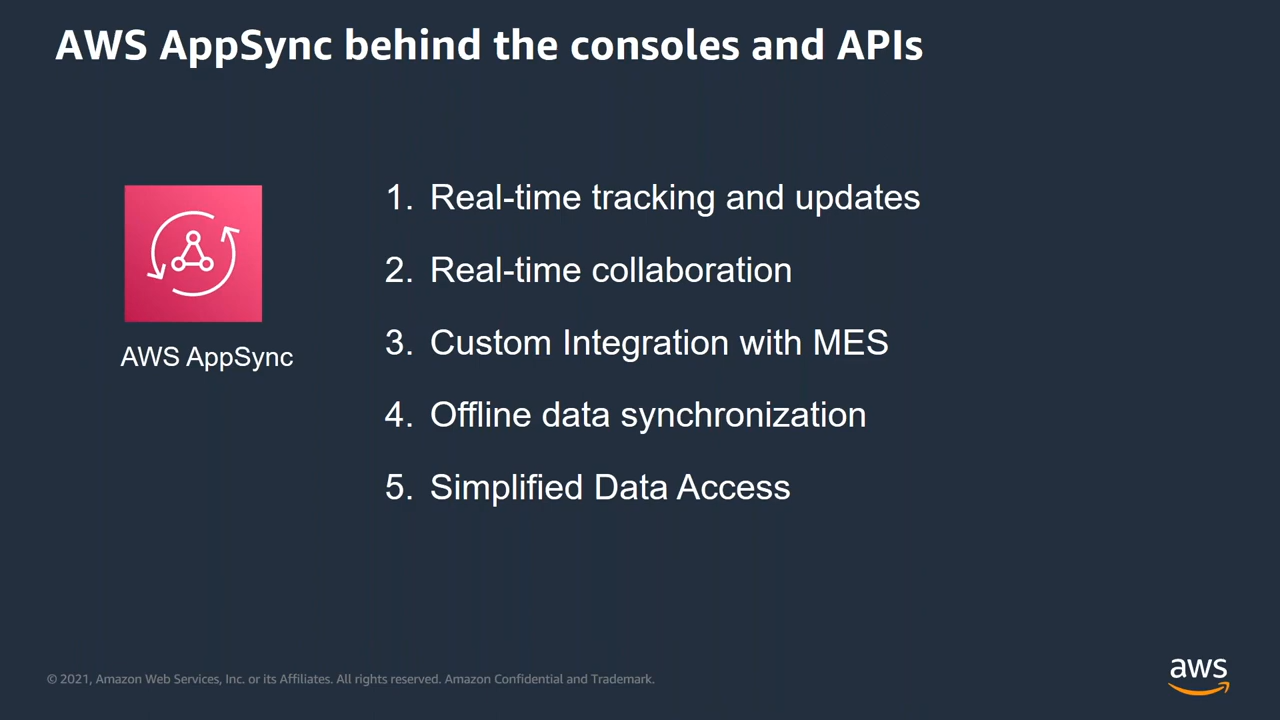 AWS AppSync behind the consoles and APIs
1. Real-time tracking and updates
2. Real-time collaboration
3. Custom Integration with MES
4. Offline data synchronization
5. Simplified Data Access
AWS AppSync
© 2021, Amazon Web Services, Inc. or its Affiliates. All rights reserved. Amazon Confidential and Trademark.
aws